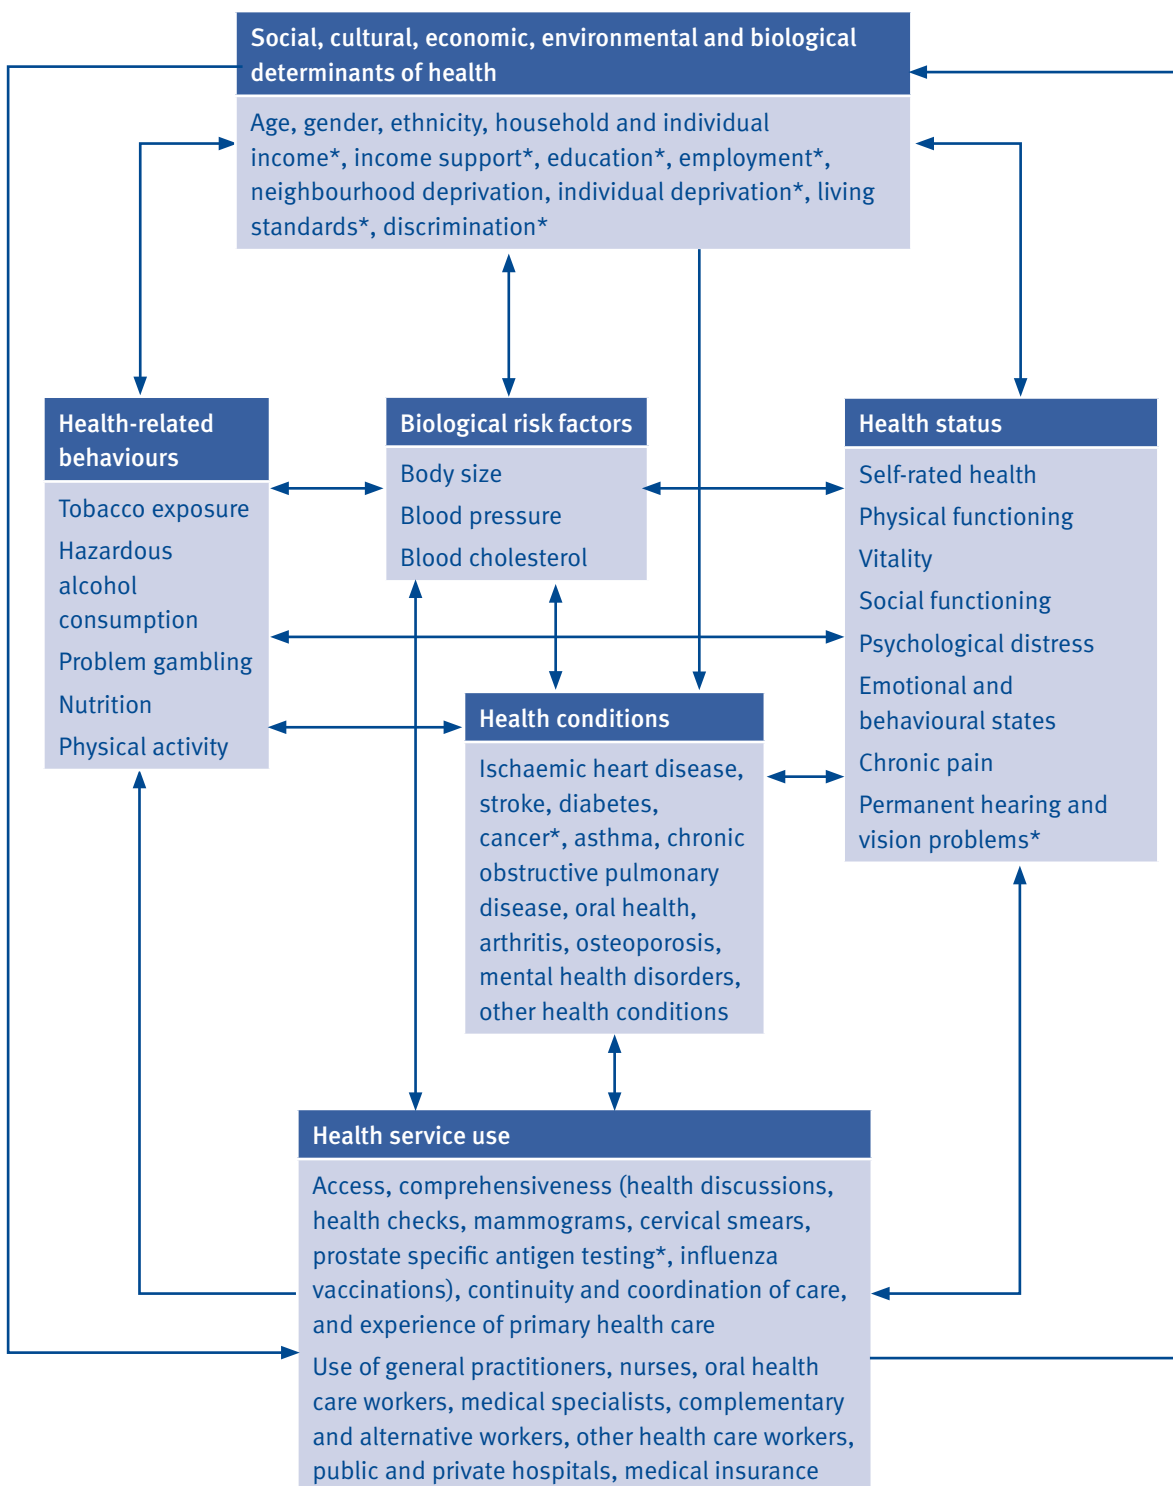 Social, cultural, economic, environmental and biological
determinants of health
Age, gender, ethnicity, household and individual
income*, income support*, education*, employment*,
neighbourhood deprivation, individual deprivation*, living
standards*, discrimination*
Health-related
behaviours
Tobacco exposure
Hazardous
alcohol
consumption
Problem gambling
Nutrition
Physical activity
Biological risk factors
Body size
Blood pressure
Blood cholesterol
Health status
Self-rated health
Physical functioning
Vitality
Social functioning
Psychological distress
Emotional and
behavioural states
Chronic pain
Permanent hearing and
vision problems*
Health conditions
Ischaemic heart disease,
stroke, diabetes,
cancer*, asthma, chronic
obstructive pulmonary
disease, oral health,
arthritis, osteoporosis,
mental health disorders,
other health conditions
Health service use
Access, comprehensiveness (health discussions,
health checks, mammograms, cervical smears,
prostate specific antigen testing*, influenza
vaccinations), continuity and coordination of care,
and experience of primary health care
Use of general practitioners, nurses, oral health
care workers, medical specialists, complementary
and alternative workers, other health care workers,
public and private hospitals, medical insurance